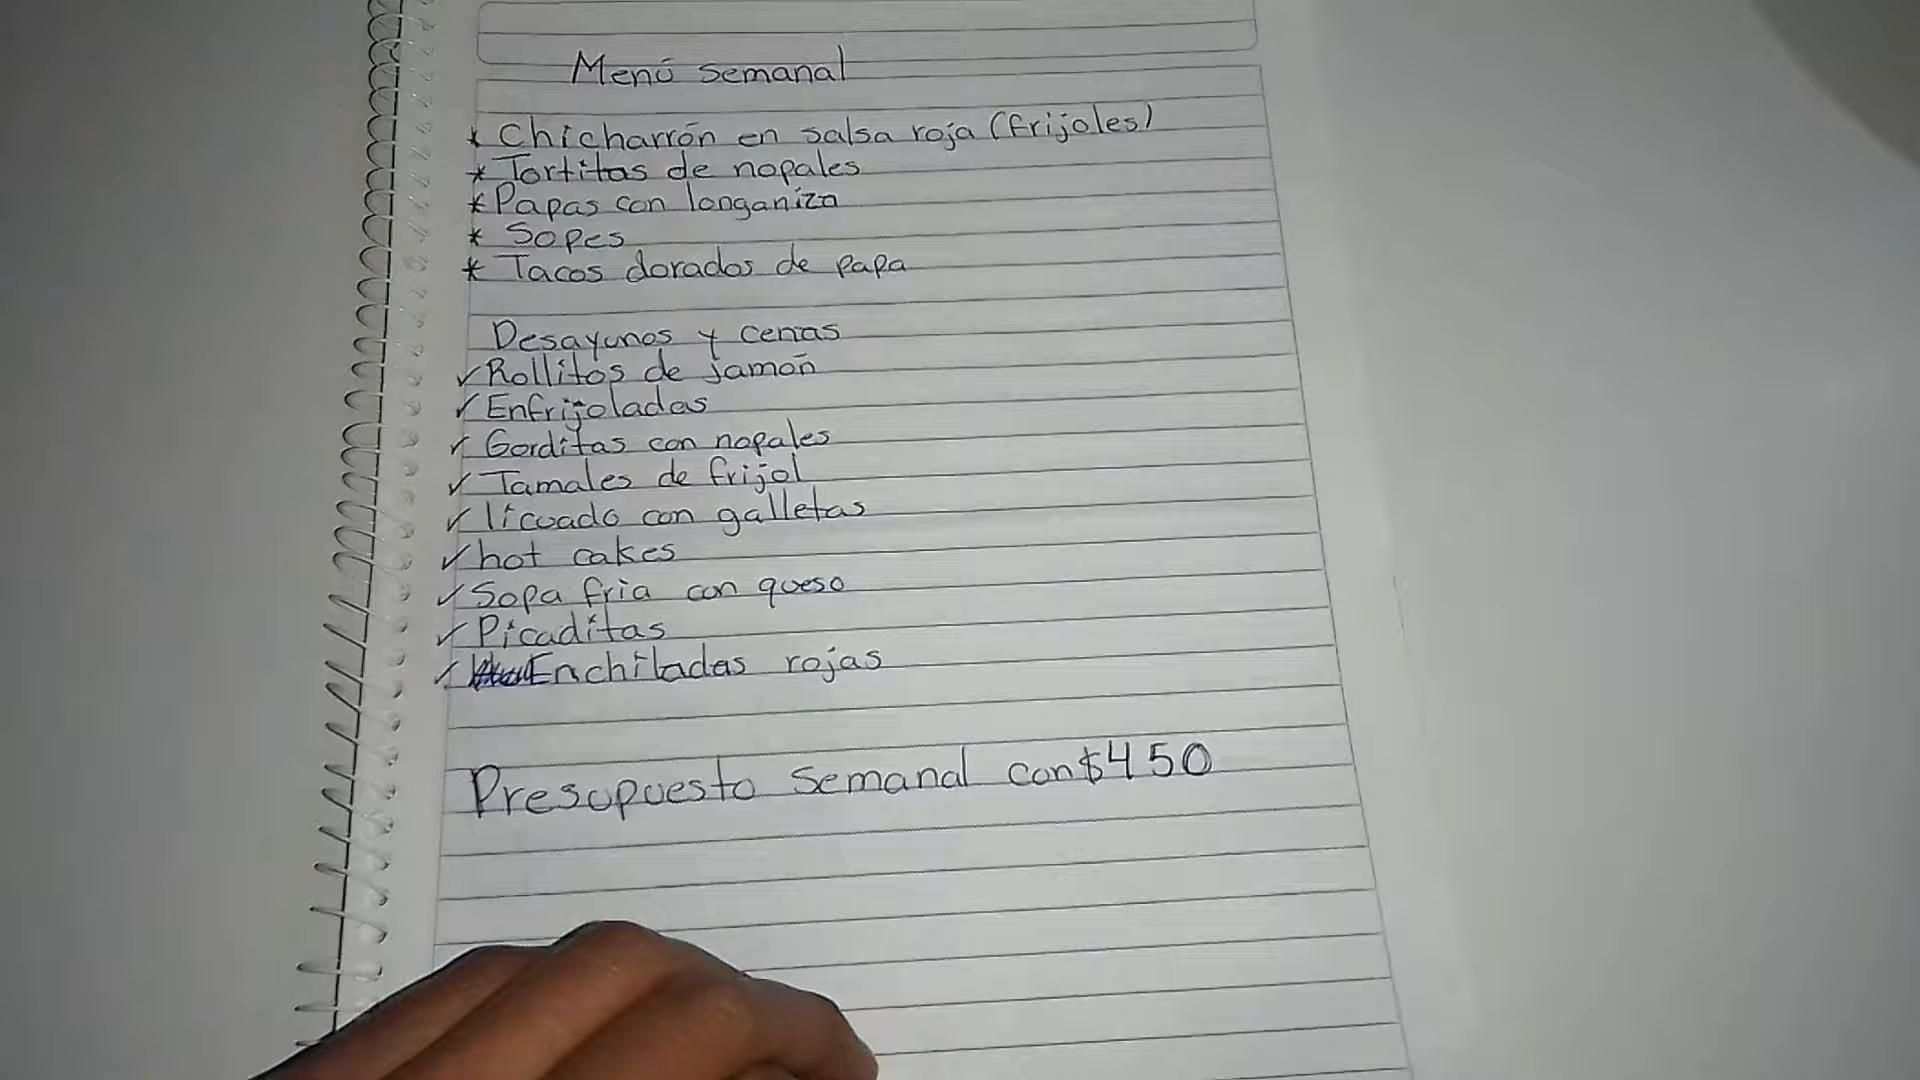 Menú semanal
* Chicharrón en salsa roja (frijoles)
* Tortitas de nopales
* Papas con longaniza
* Sopes
* Tacos dorados de papa
Desayunos y cenas
✓ Rollitos de jamón
✓ Enfrijoladas
✓ Gorditas con nopales
✓ Tamales de frijol
✓ licuado con galletas
✓ hot cakes
✓ Sopa fria con queso
✓ Picaditas
✓ Enchiladas rojas
Presupuesto semanal con $450